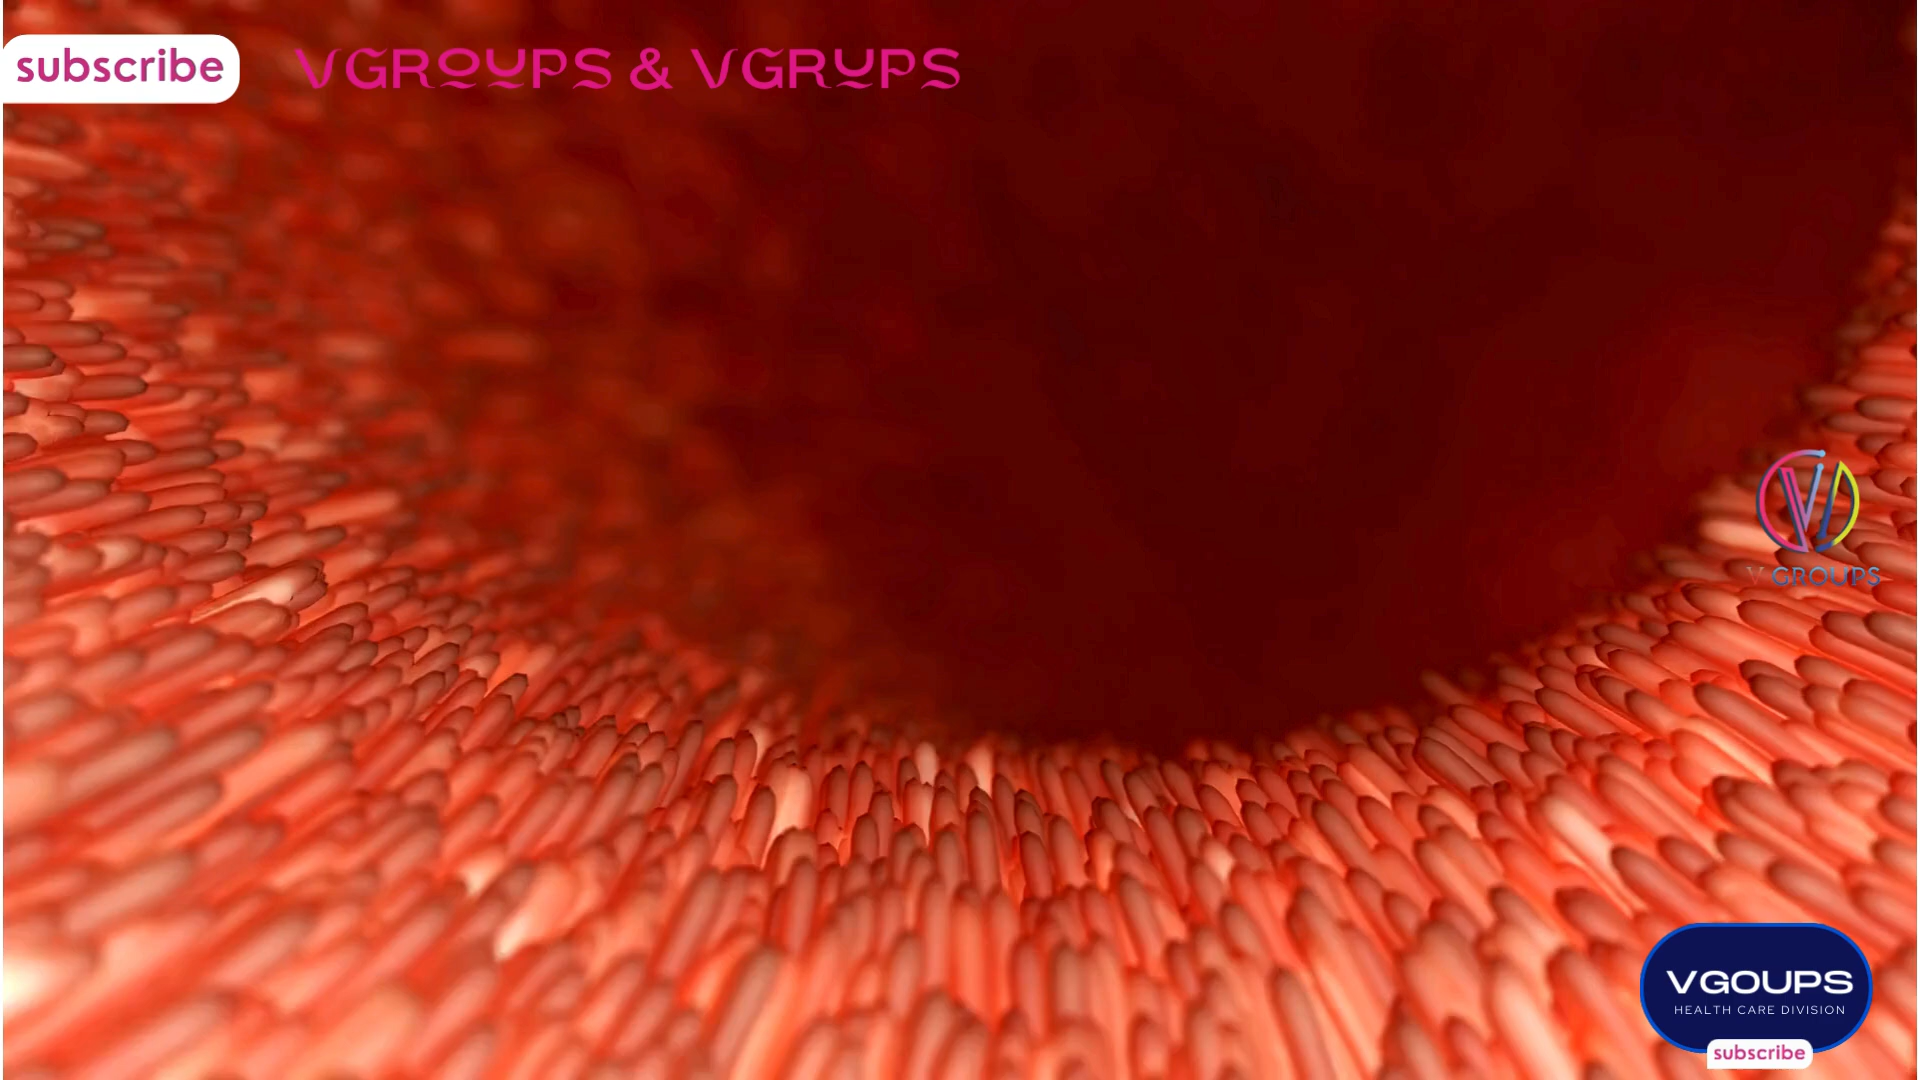 subscribe
VGROUPS & VGRUPS
V GROUPS
VGOUPS
HEALTH CARE DIVISION
subscribe